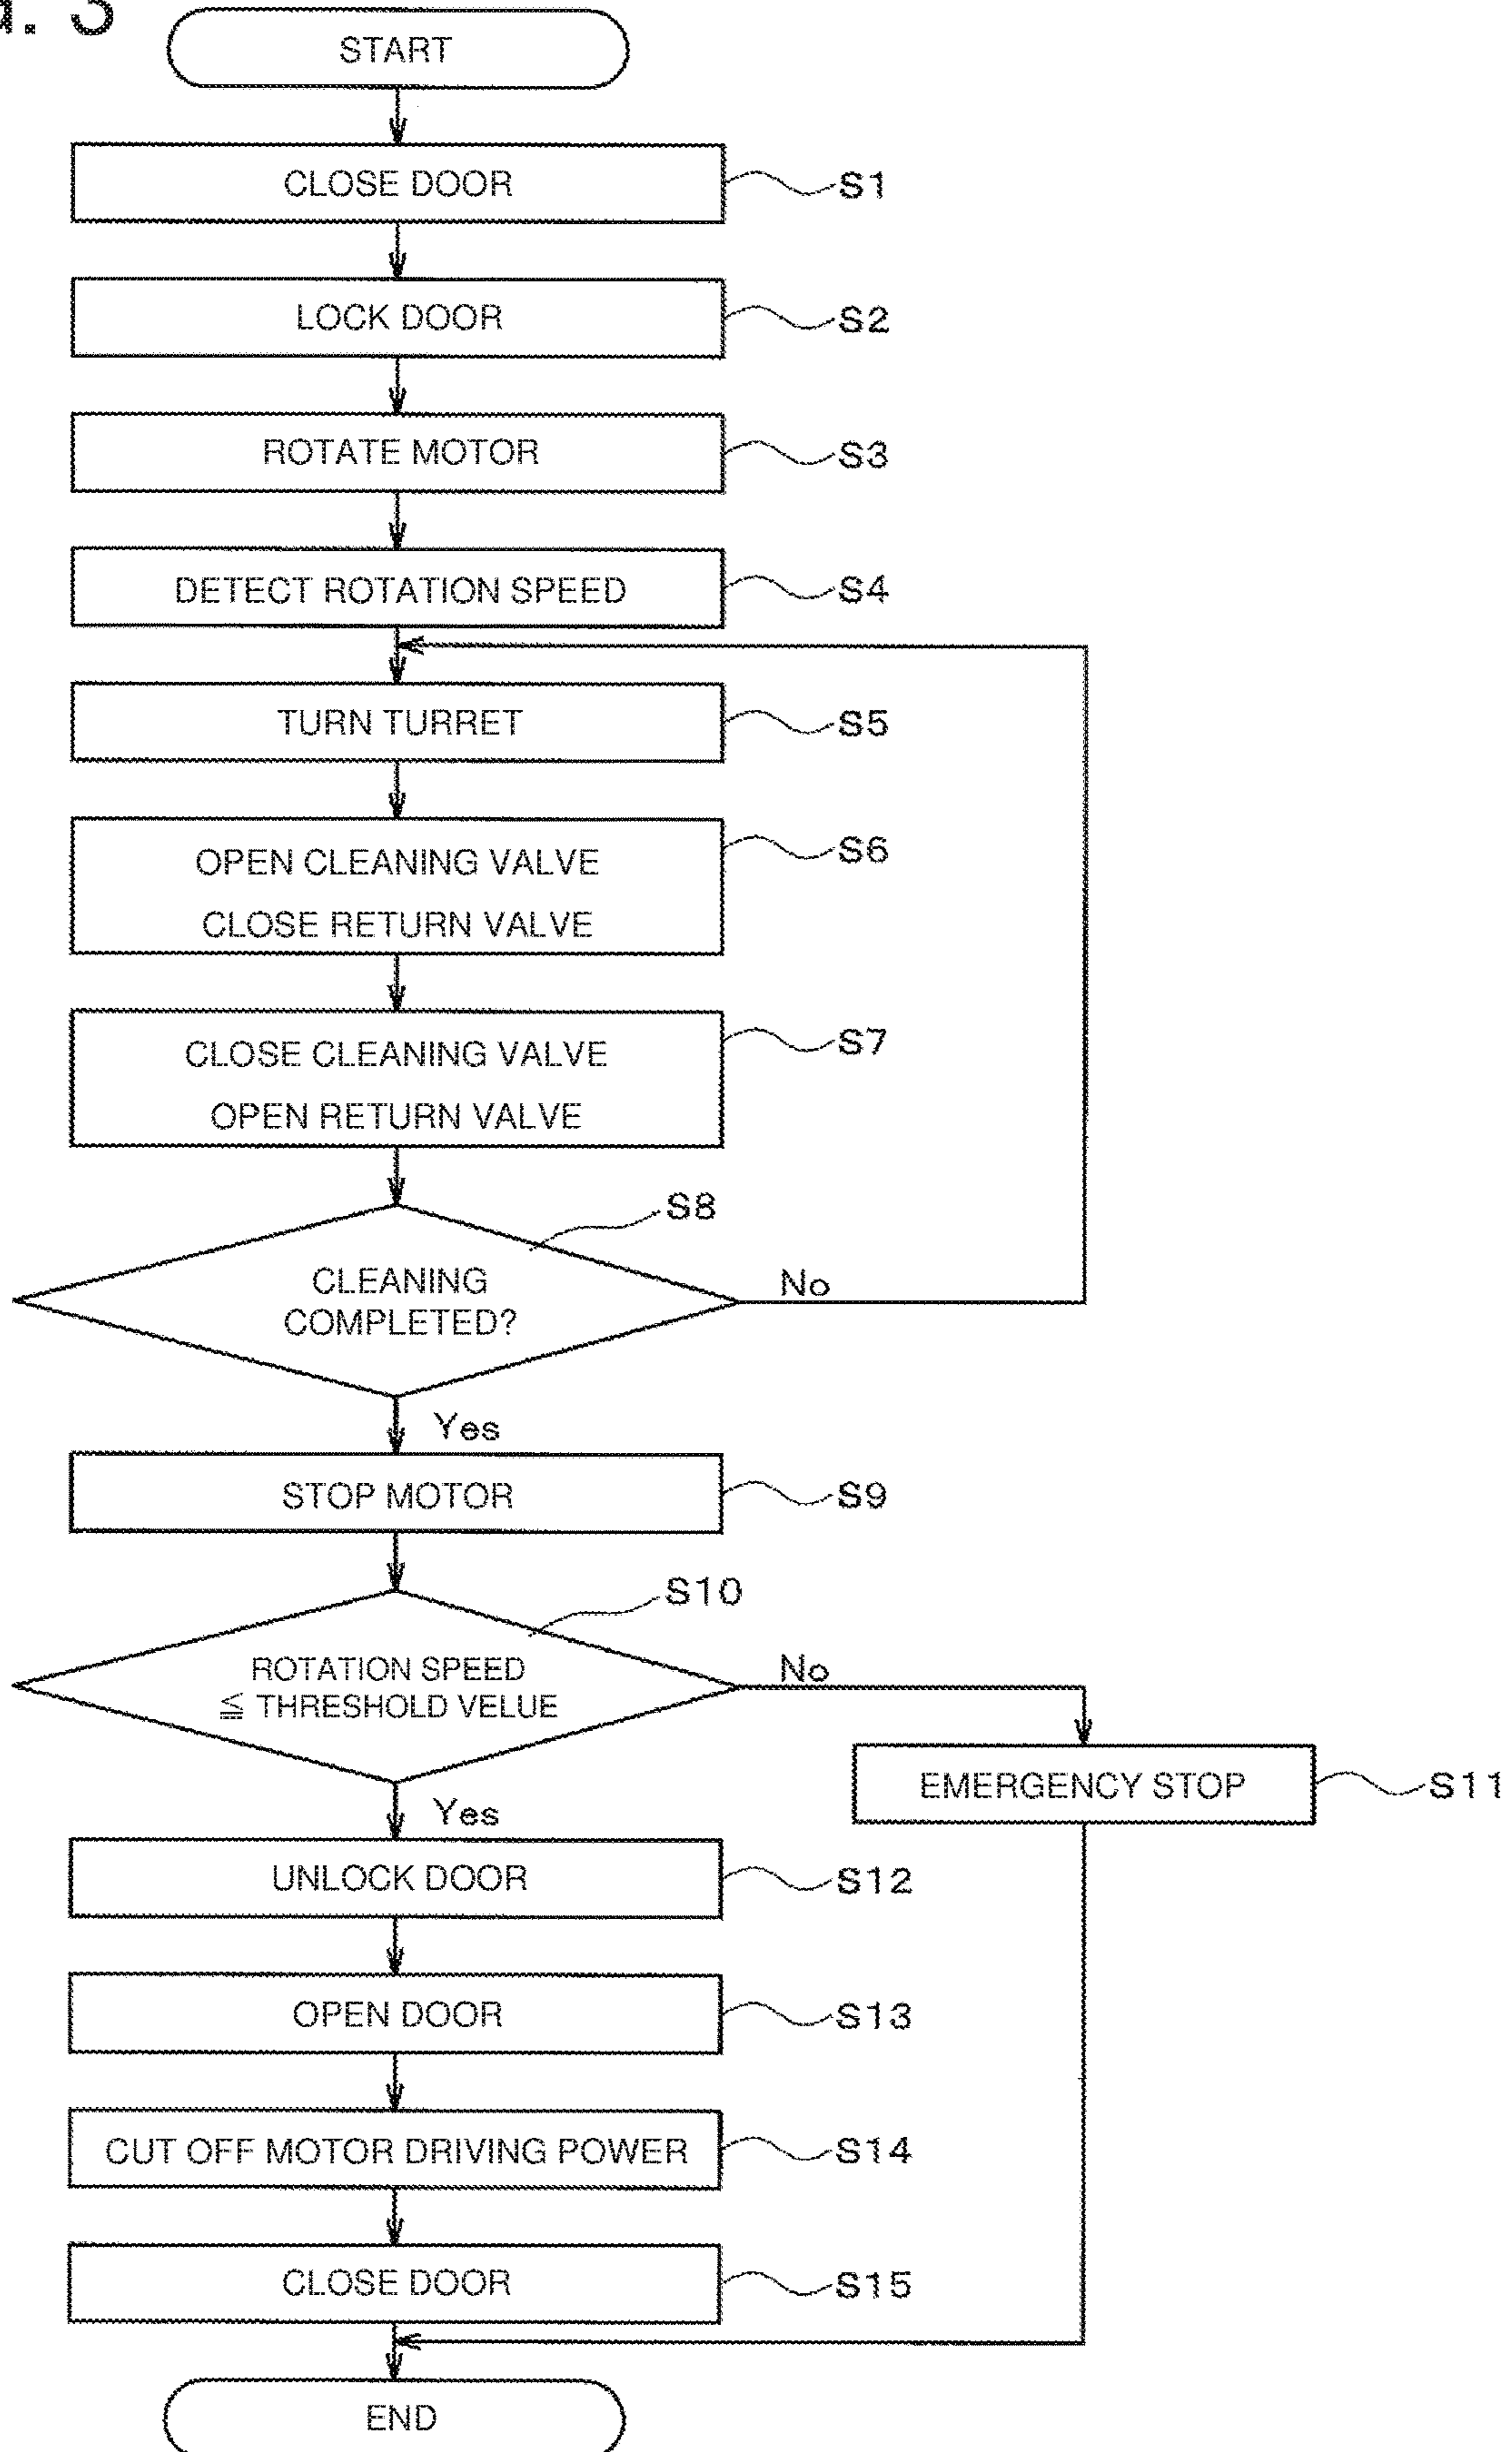 3
START
CLOSE DOOR
S1
LOCK DOOR
S2
ROTATE MOTOR
S3
DETECT ROTATION SPEED
S4
TURN TURRET
S5
OPEN CLEANING VALVE
CLOSE RETURN VALVE
S6
CLOSE CLEANING VALVE
OPEN RETURN VALVE
S7
S8
CLEANING
COMPLETED?
No
Yes
STOP MOTOR
S9
S10
ROTATION SPEED
≦ THRESHOLD VELUE
No
EMERGENCY STOP
S11
Yes
UNLOCK DOOR
S12
OPEN DOOR
S13
CUT OFF MOTOR DRIVING POWER
S14
CLOSE DOOR
S15
END